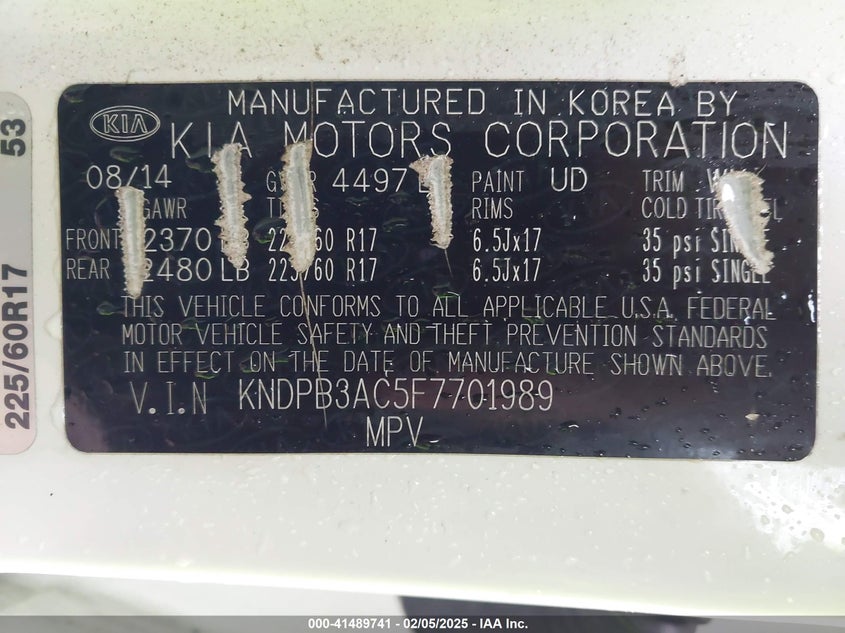 MANUFACTURED IN KOREA BY
KIA KIA MOTORS CORPORATION
08/14 4497 PAINT UD TRIM
GAWR RIMS COLD
FRONT 2370 R17 6.5Jx17 35 psi
REAR 2480 LB 225/60 R17 6.5Jx17 35 psi SINGLE
THIS VEHICLE CONFORMS TO ALL APPLICABLE U.S.A. FEDERAL
MOTOR VEHICLE SAFETY AND THEFT PREVENTION STANDARDS
IN EFFECT ON THE DATE OF MANUFACTURE SHOWN ABOVE.
V.I.N KNDPB3AC5F7701989
MPV
225/60R17 53
000-41489741 / 02/05/2025 - IAA Inc.